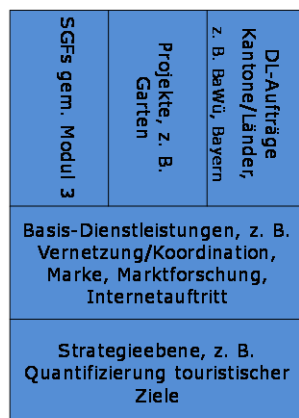 SGFs gem. Modul 3
Projekte, z. B.
Garten
DL-Aufträge
Kantone/Länder,
z. B. BaWü, Bayern
Basis-Dienstleistungen, z. B.
Vernetzung/Koordination,
Marke, Marktforschung,
Internetauftritt
Strategieebene, z. B.
Quantifizierung touristischer
Ziele